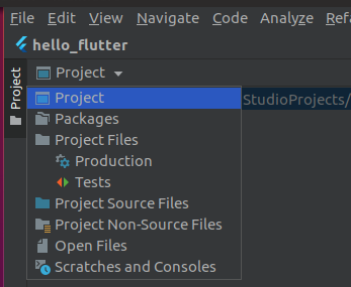 File Edit View Navigate Code Analyze Refa
hello_flutter
Project
Project
Project
StudioProjects/
Packages
Project Files
Production
Tests
Project Source Files
Project Non-Source Files
Open Files
Scratches and Consoles